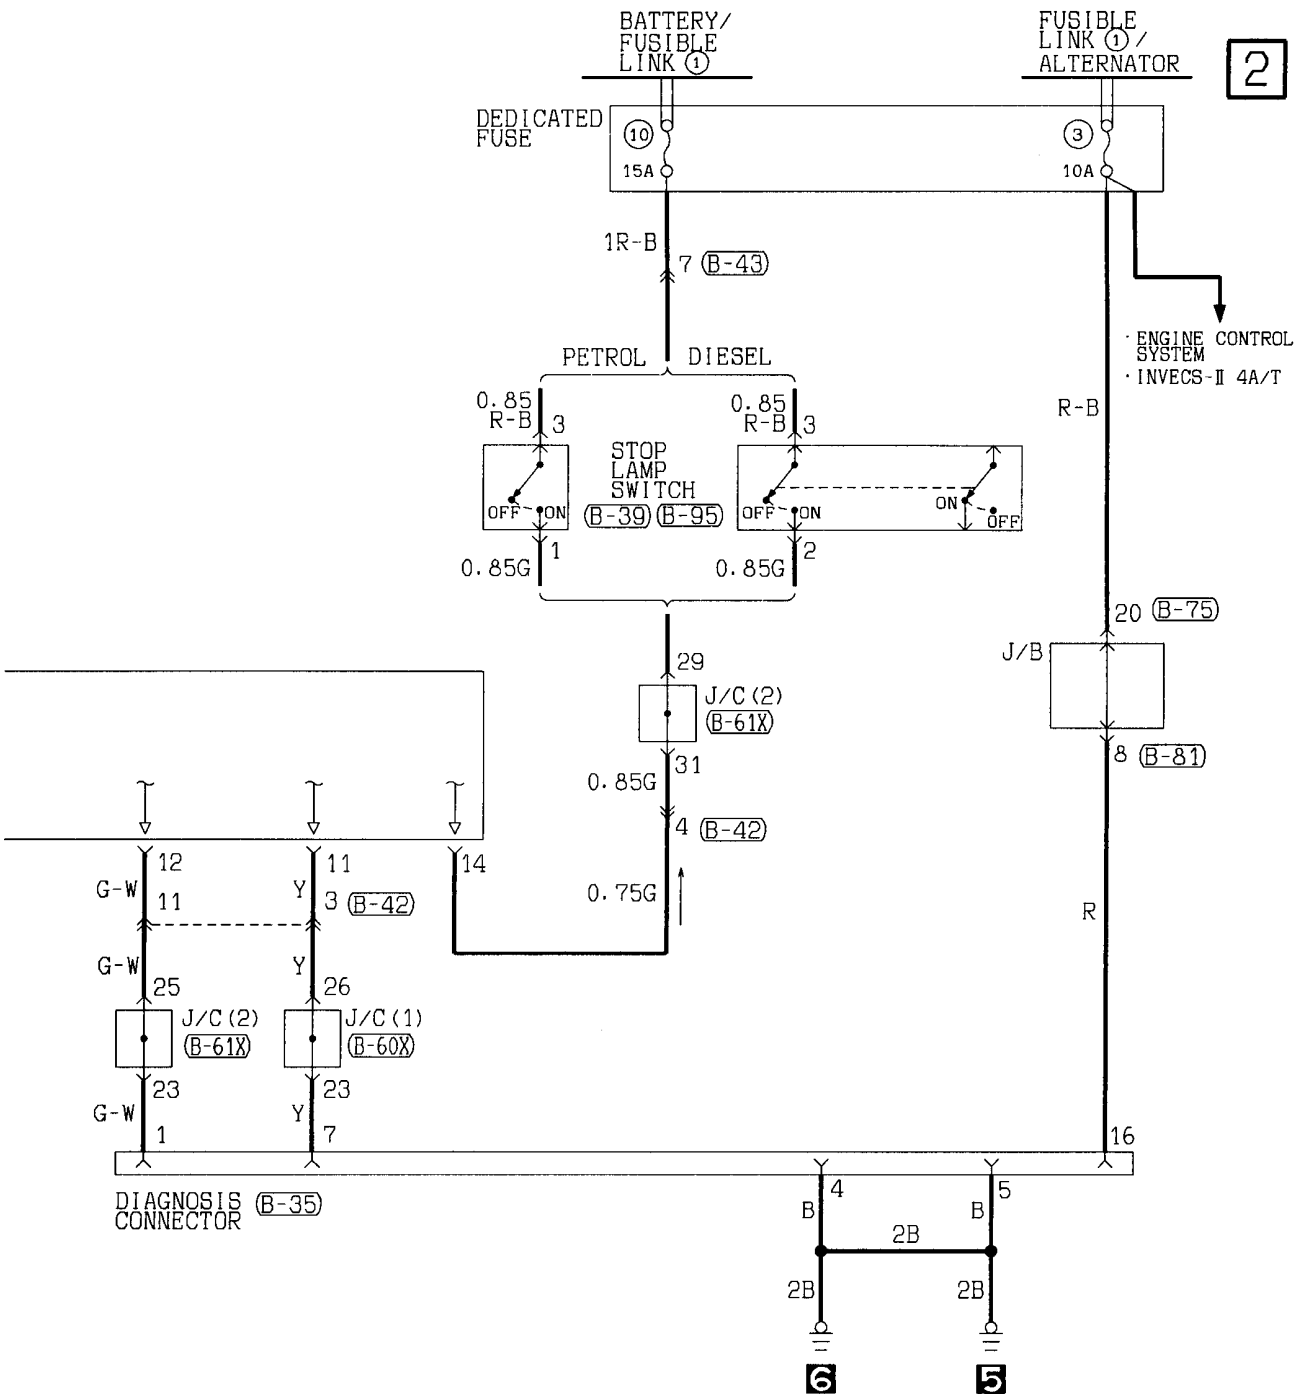 BATTERY/
FUSIBLE
LINK ①
FUSIBLE
LINK ① /
ALTERNATOR
2
DEDICATED
FUSE
⑩
15A
③
10A
1R-B
7 B-43
· ENGINE CONTROL
SYSTEM
· INVECS-Ⅱ 4A/T
PETROL DIESEL
0.85
R-B 3
0.85
R-B 3
R-B
STOP
LAMP
SWITCH
B-39 B-95
OFF ON
OFF ON
ON
OFF
1
0.85G
2
0.85G
20 B-75
J/B
8 B-81
29
J/C(2)
B-61X
31
0.85G
4 B-42
0.75G
12
11
14
G-W
11
Y
3 B-42
R
G-W
25
Y
26
J/C(2)
B-61X
J/C(1)
B-60X
23
23
G-W
1
Y
7
16
DIAGNOSIS
CONNECTOR
B-35
4
5
B
B
2B
2B
2B
6
5